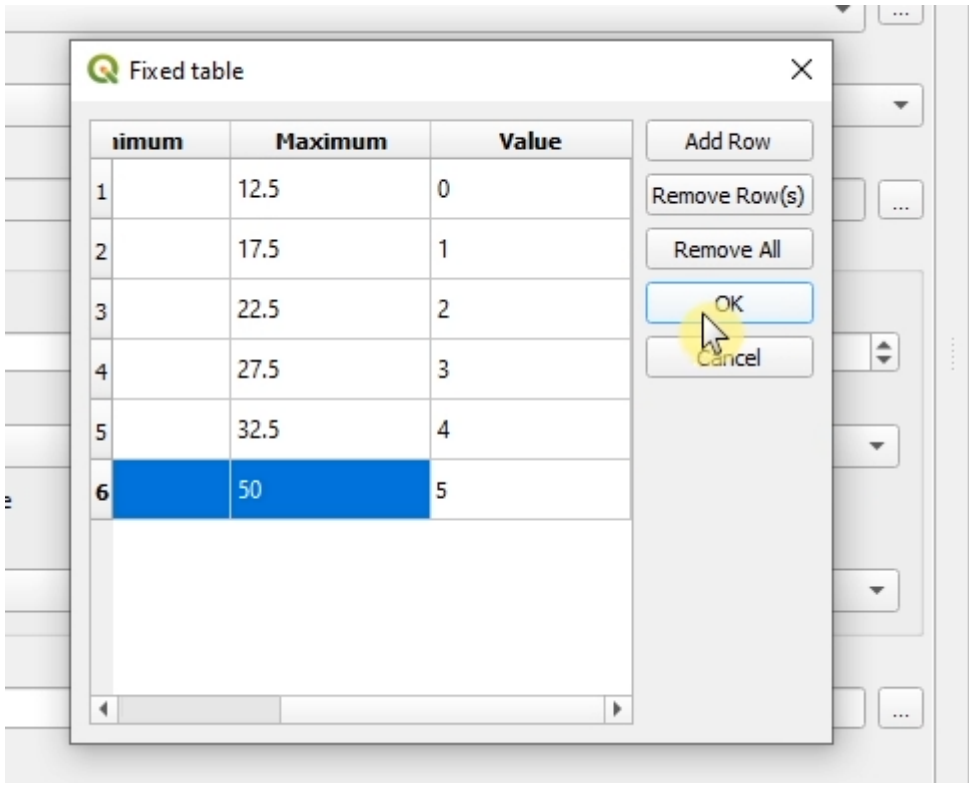 ...
Fixed table
imum Maximum Value Add Row
1 12.5 0 Remove Row(s)
2 17.5 1 Remove All
3 22.5 2 OK
4 27.5 3 Cancel
5 32.5 4
6 50 5
...
e
...